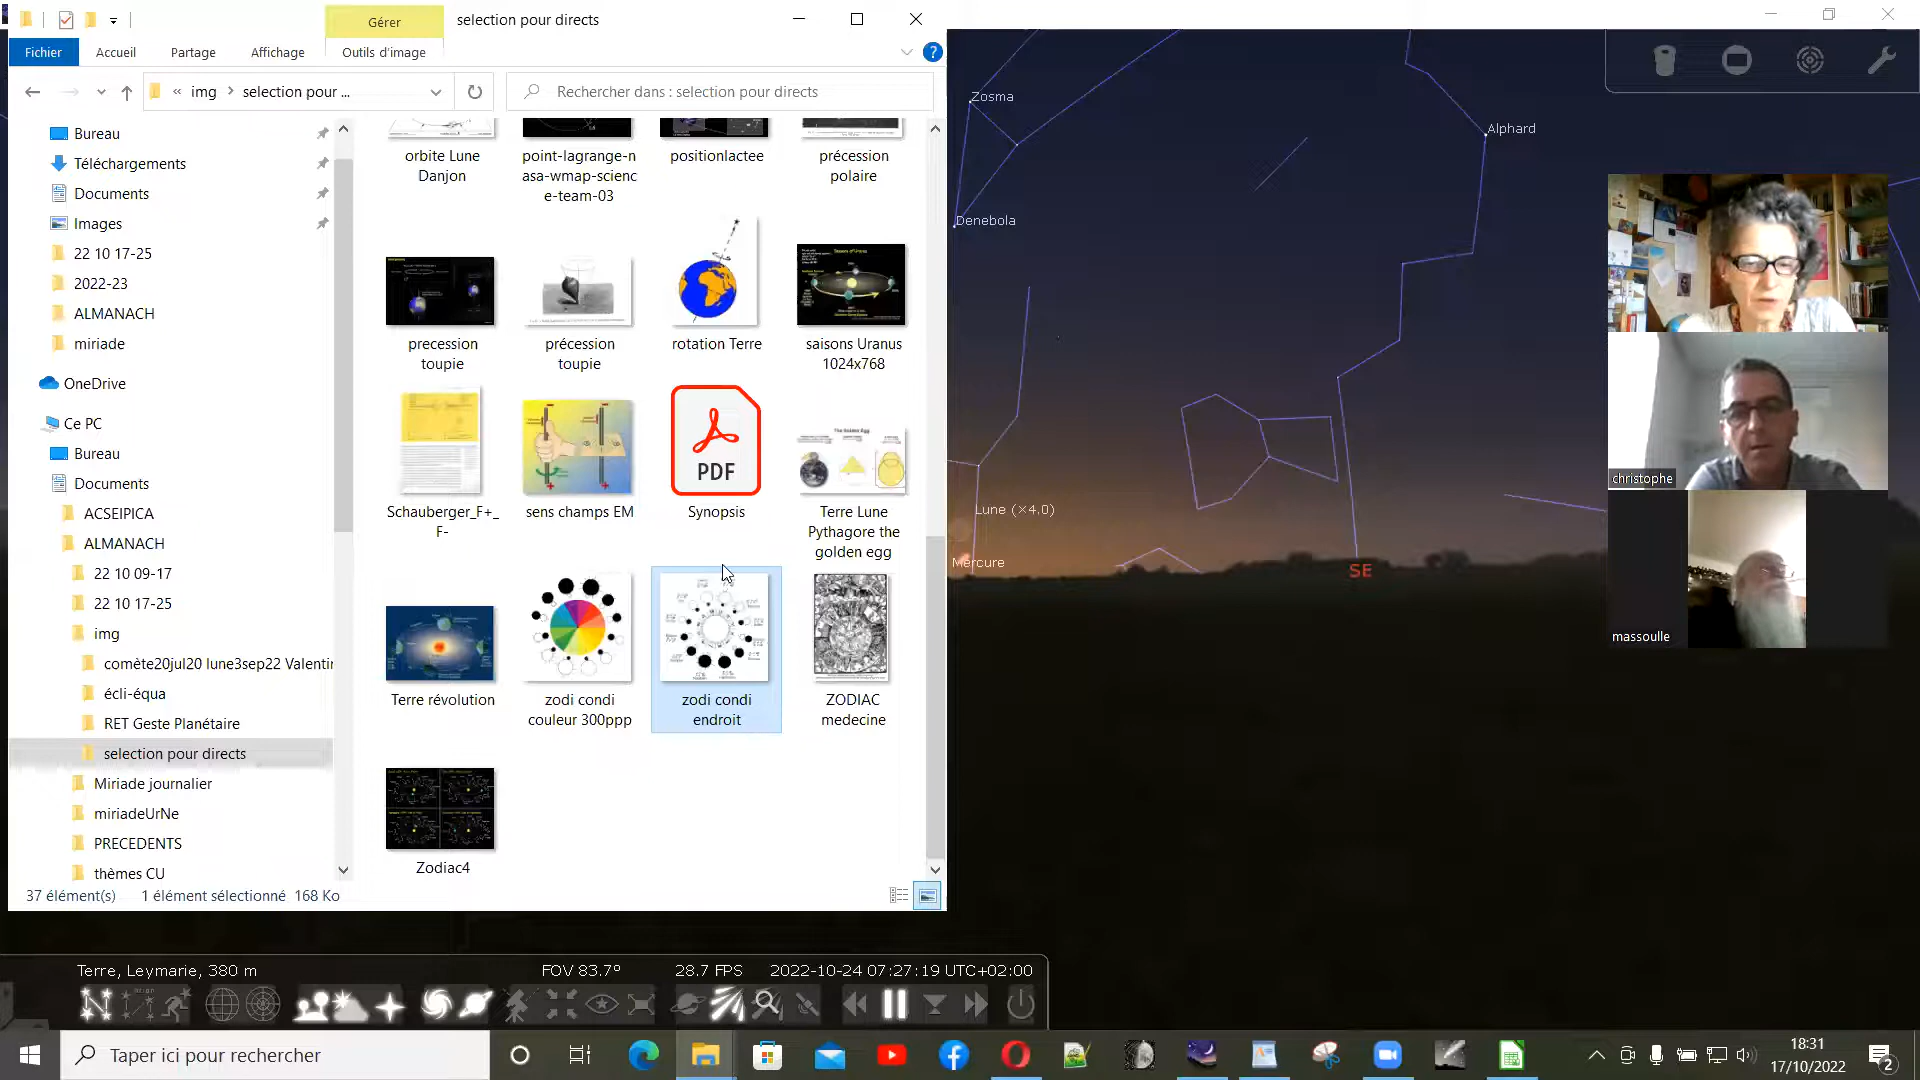 Gérer
selection pour directs
Fichier
Accueil
Partage
Affichage
Outils d'image
?
« img > selection pour ...
Rechercher dans : selection pour directs
Bureau
Téléchargements
Documents
Images
22 10 17-25
2022-23
ALMANACH
miriade
OneDrive
Ce PC
Bureau
Documents
ACSEIPICA
ALMANACH
22 10 09-17
22 10 17-25
img
comète20jul20 lune3sep22 Valentin
écli-équa
RET Geste Planétaire
selection pour directs
Miriade journalier
miriadeUrNe
PRECEDENTS
thèmes CU
orbite Lune
Danjon
point-lagrange-n
asa-wmap-scienc
e-team-03
positionlactee
précession
polaire
precession
toupie
précession
toupie
rotation Terre
saisons Uranus
1024x768
Schauberger_F+_
F-
sens champs EM
PDF
Synopsis
Terre Lune
Pythagore the
golden egg
Terre révolution
zodi condi
couleur 300ppp
zodi condi
endroit
ZODIAC
medecine
Zodiac4
37 élément(s)
1 élément sélectionné 168 Ko
Zosma
Alphard
Denebola
Lune (×4.0)
Mercure
SE
christophe
massoulle
Terre, Leymarie, 380 m
FOV 83.7°
28.7 FPS
2022-10-24 07:27:19 UTC+02:00
Taper ici pour rechercher
18:31
17/10/2022
2